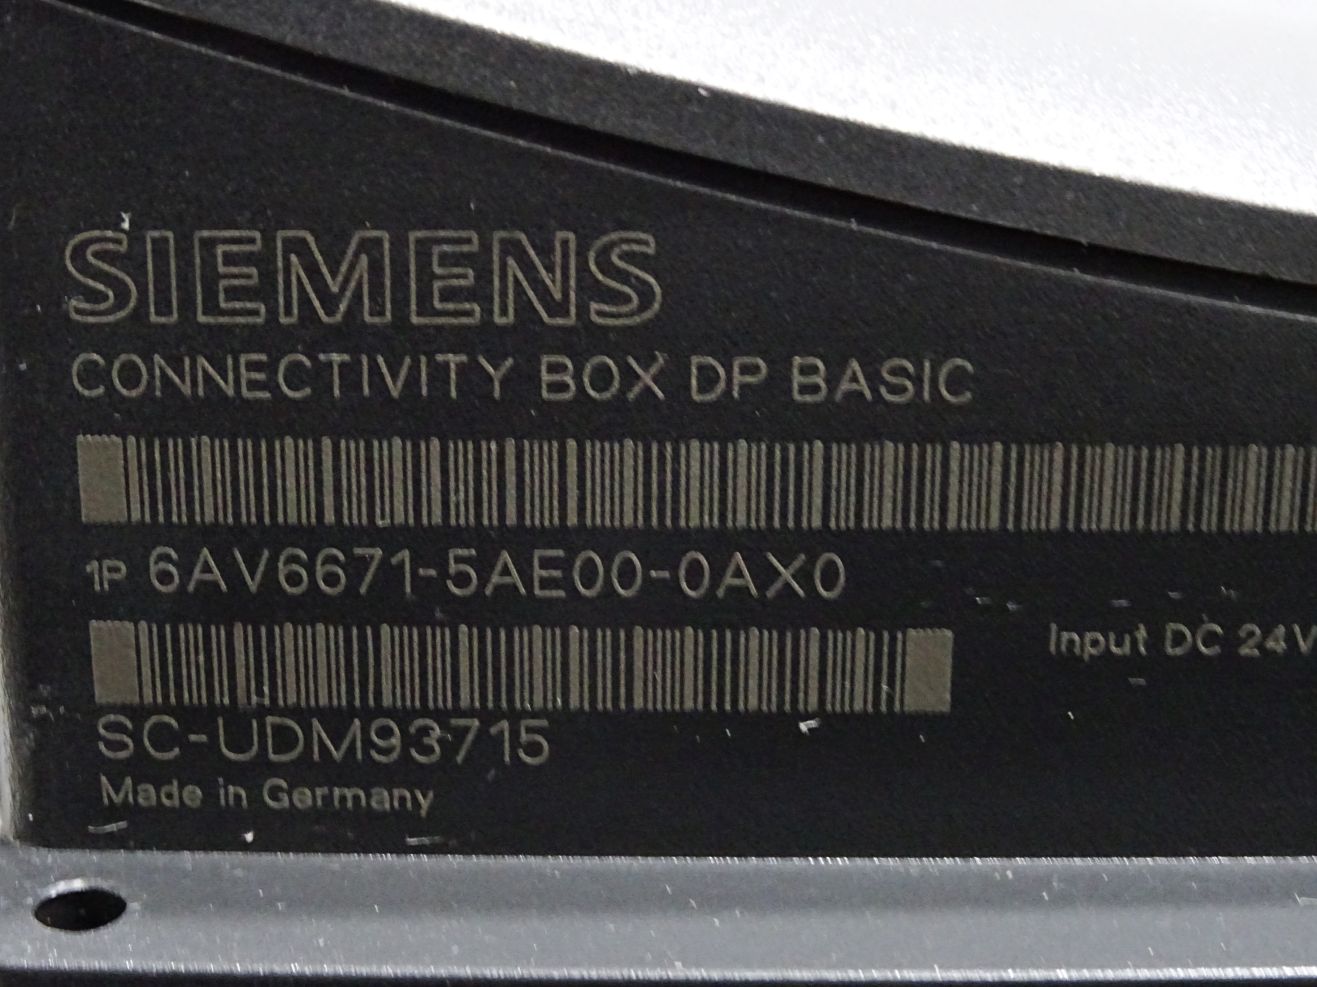 SIEMENS
CONNECTIVITY BOX DP BASIC
1P 6AV6671-5AE00-0AX0
Input DC 24V
SC-UDM93715
Made in Germany